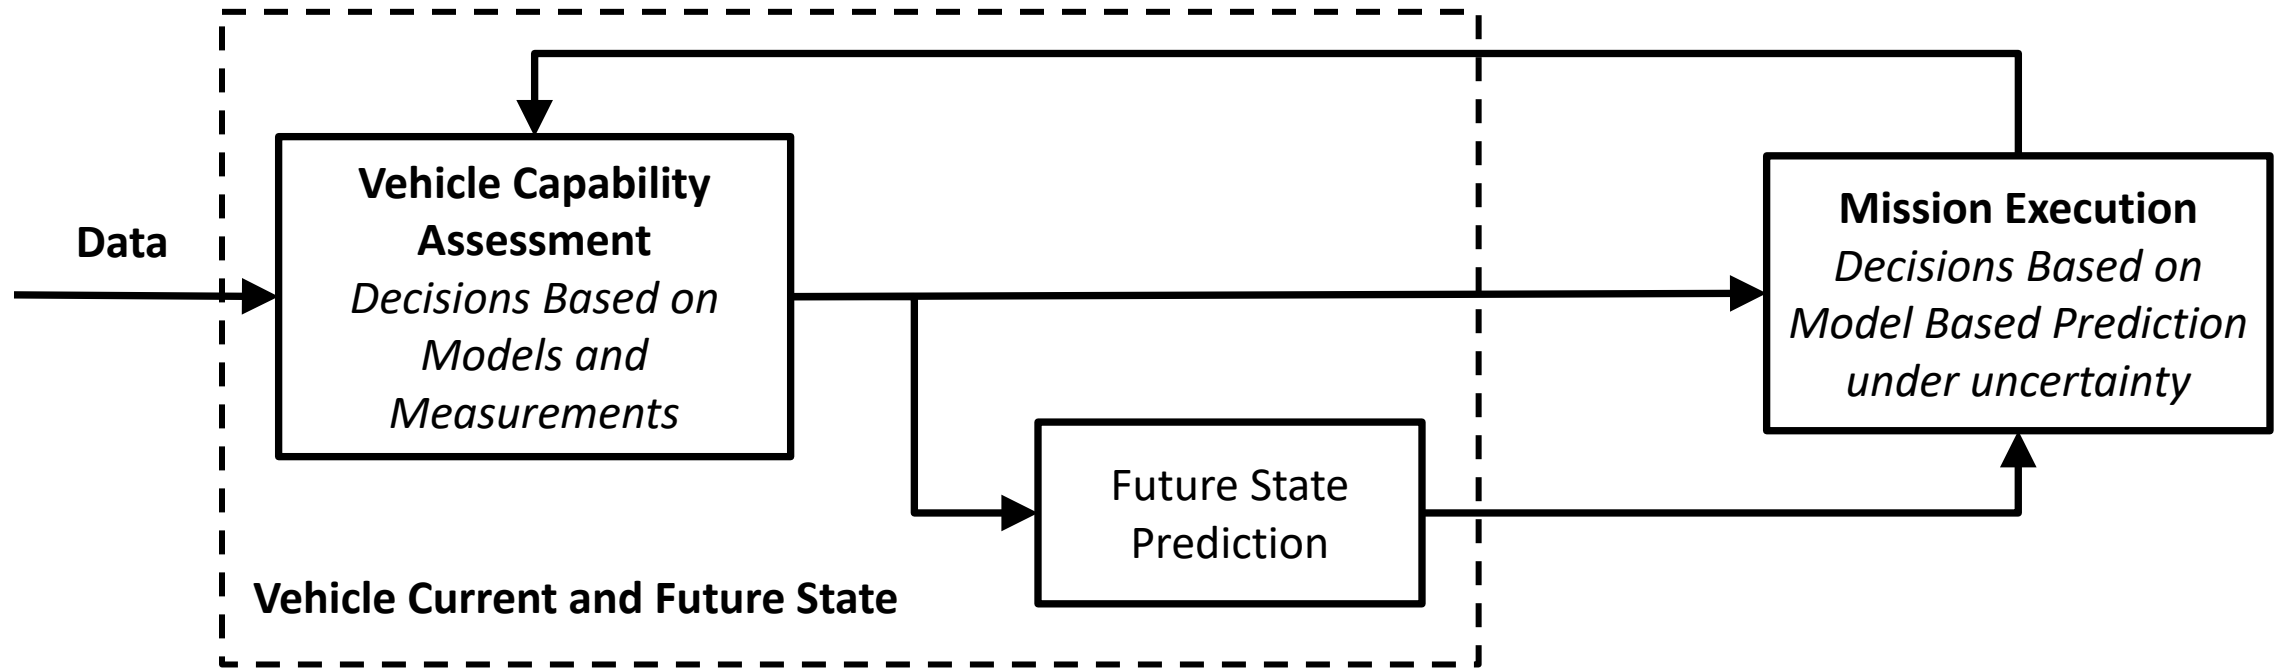 Data
Vehicle Capability
Assessment
Decisions Based on
Models and
Measurements
Mission Execution
Decisions Based on
Model Based Prediction
under uncertainty
Future State
Prediction
Vehicle Current and Future State